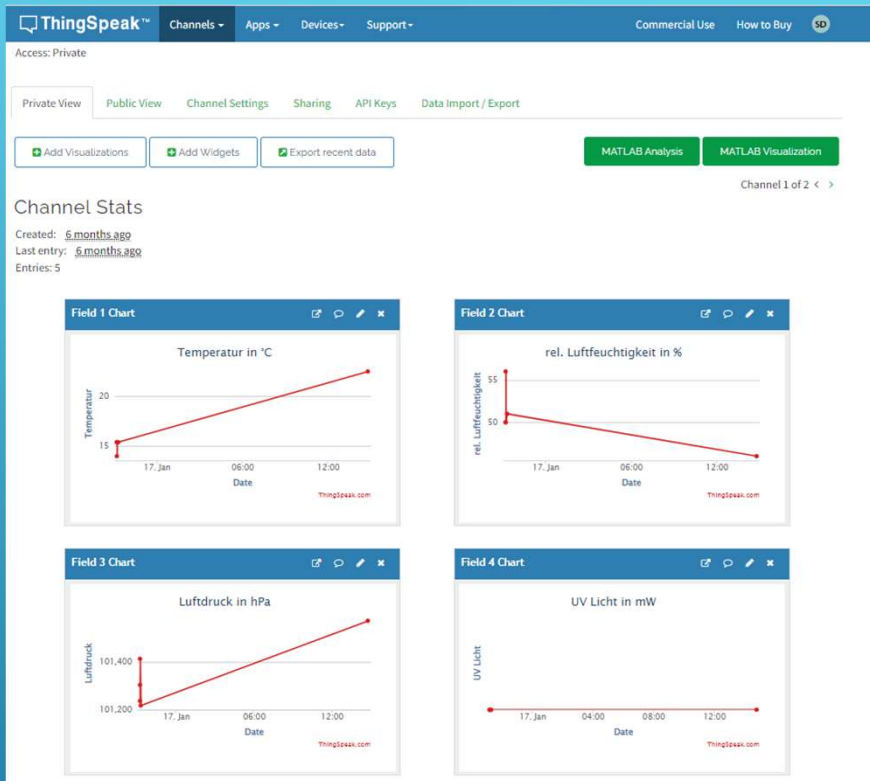 ThingSpeak™ Channels Apps Devices Support Commercial Use How to Buy SD
Access: Private
Private View Public View Channel Settings Sharing API Keys Data Import / Export
Add Visualizations Add Widgets Export recent data MATLAB Analysis MATLAB Visualization
Channel 1 of 2 < >
Channel Stats
Created: 6 months ago
Last entry: 6 months ago
Entries: 5
Field 1 Chart
Temperatur in °C
Temperatur
20
15
17. Jan 06:00 12:00
Date
ThingSpeak.com
Field 2 Chart
rel. Luftfeuchtigkeit in %
rel. Luftfeuchtigkeit
55
50
17. Jan 06:00 12:00
Date
ThingSpeak.com
Field 3 Chart
Luftdruck in hPa
Luftdruck
101,400
101,200
17. Jan 06:00 12:00
Date
ThingSpeak.com
Field 4 Chart
UV Licht in mW
UV Licht
17. Jan 04:00 08:00 12:00
Date
ThingSpeak.com